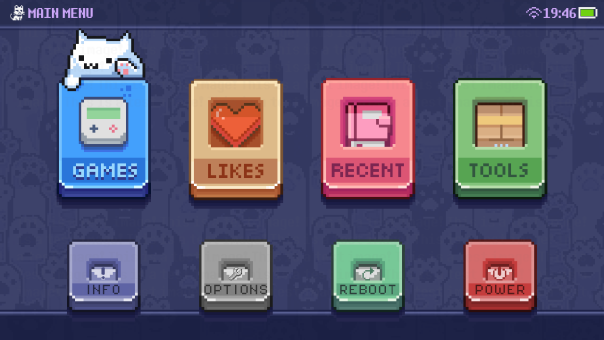 MAIN MENU 19:46
GAMES LIKES RECENT TOOLS
INFO OPTIONS REBOOT POWER